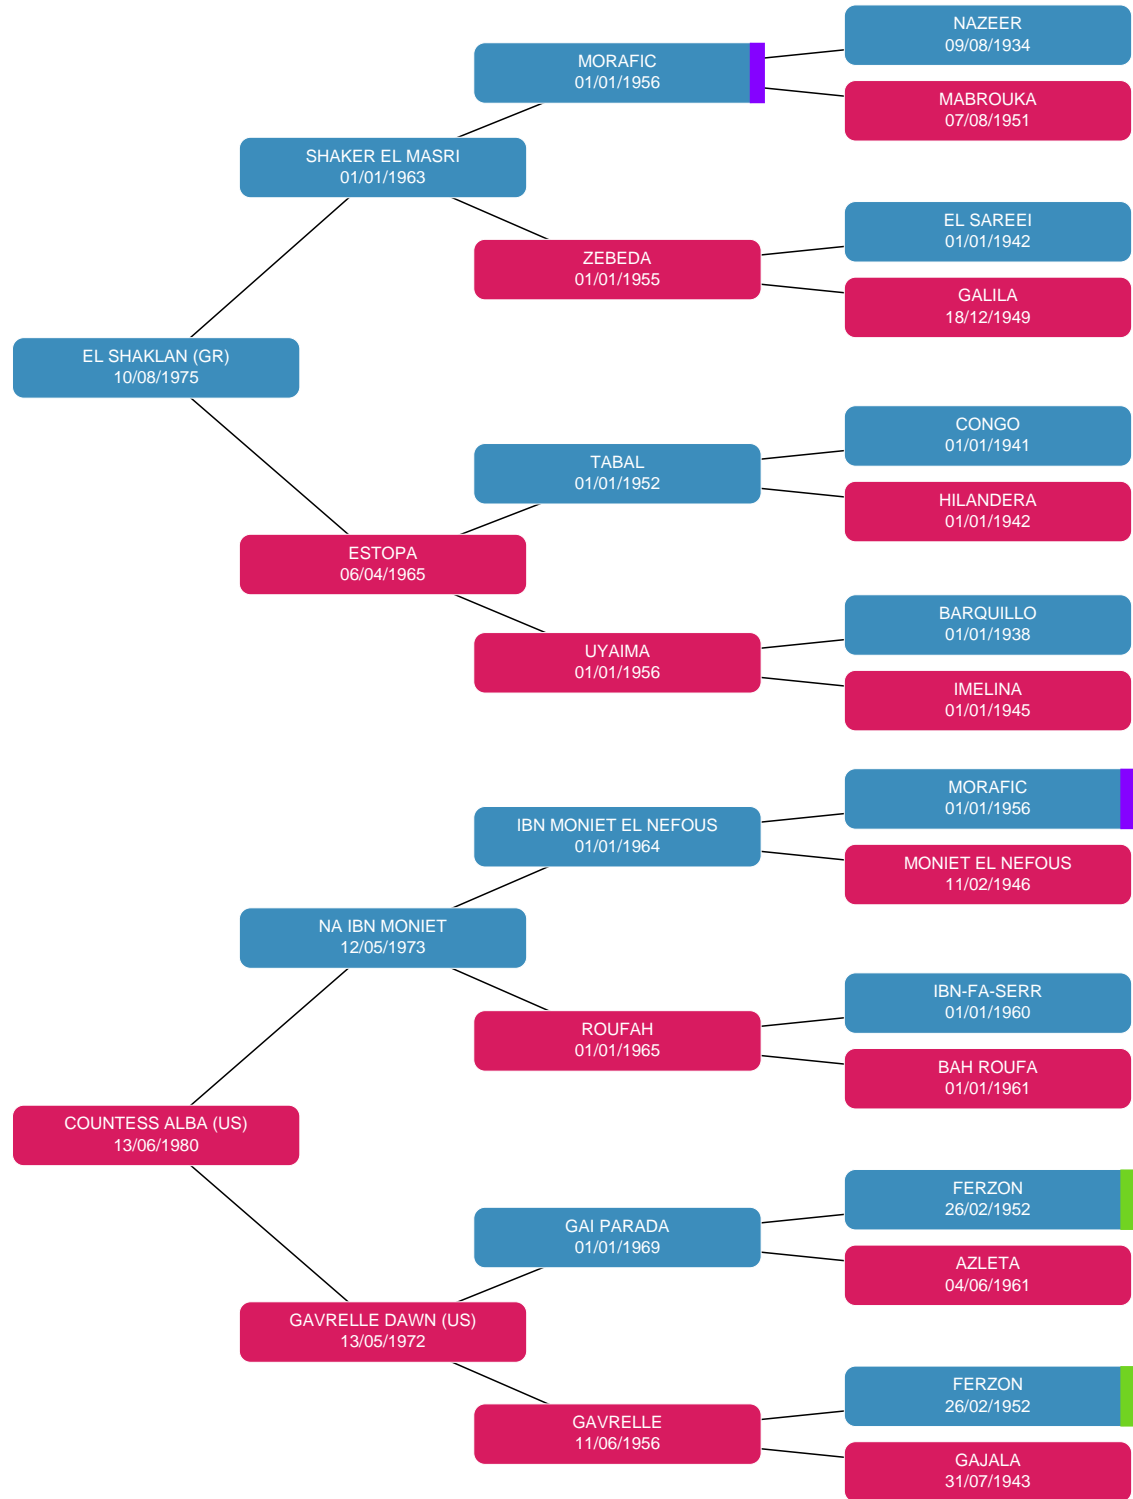 NAZEER
09/08/1934
MORAFIC
01/01/1956
MABROUKA
07/08/1951
SHAKER EL MASRI
01/01/1963
EL SAREEI
01/01/1942
ZEBEDA
01/01/1955
GALILA
18/12/1949
EL SHAKLAN (GR)
10/08/1975
CONGO
01/01/1941
TABAL
01/01/1952
HILANDERA
01/01/1942
ESTOPA
06/04/1965
BARQUILLO
01/01/1938
UYAIMA
01/01/1956
IMELINA
01/01/1945
MORAFIC
01/01/1956
IBN MONIET EL NEFOUS
01/01/1964
MONIET EL NEFOUS
11/02/1946
NA IBN MONIET
12/05/1973
IBN-FA-SERR
01/01/1960
ROUFAH
01/01/1965
BAH ROUFA
01/01/1961
COUNTESS ALBA (US)
13/06/1980
FERZON
26/02/1952
GAI PARADA
01/01/1969
AZLETA
04/06/1961
GAVRELLE DAWN (US)
13/05/1972
FERZON
26/02/1952
GAVRELLE
11/06/1956
GAJALA
31/07/1943